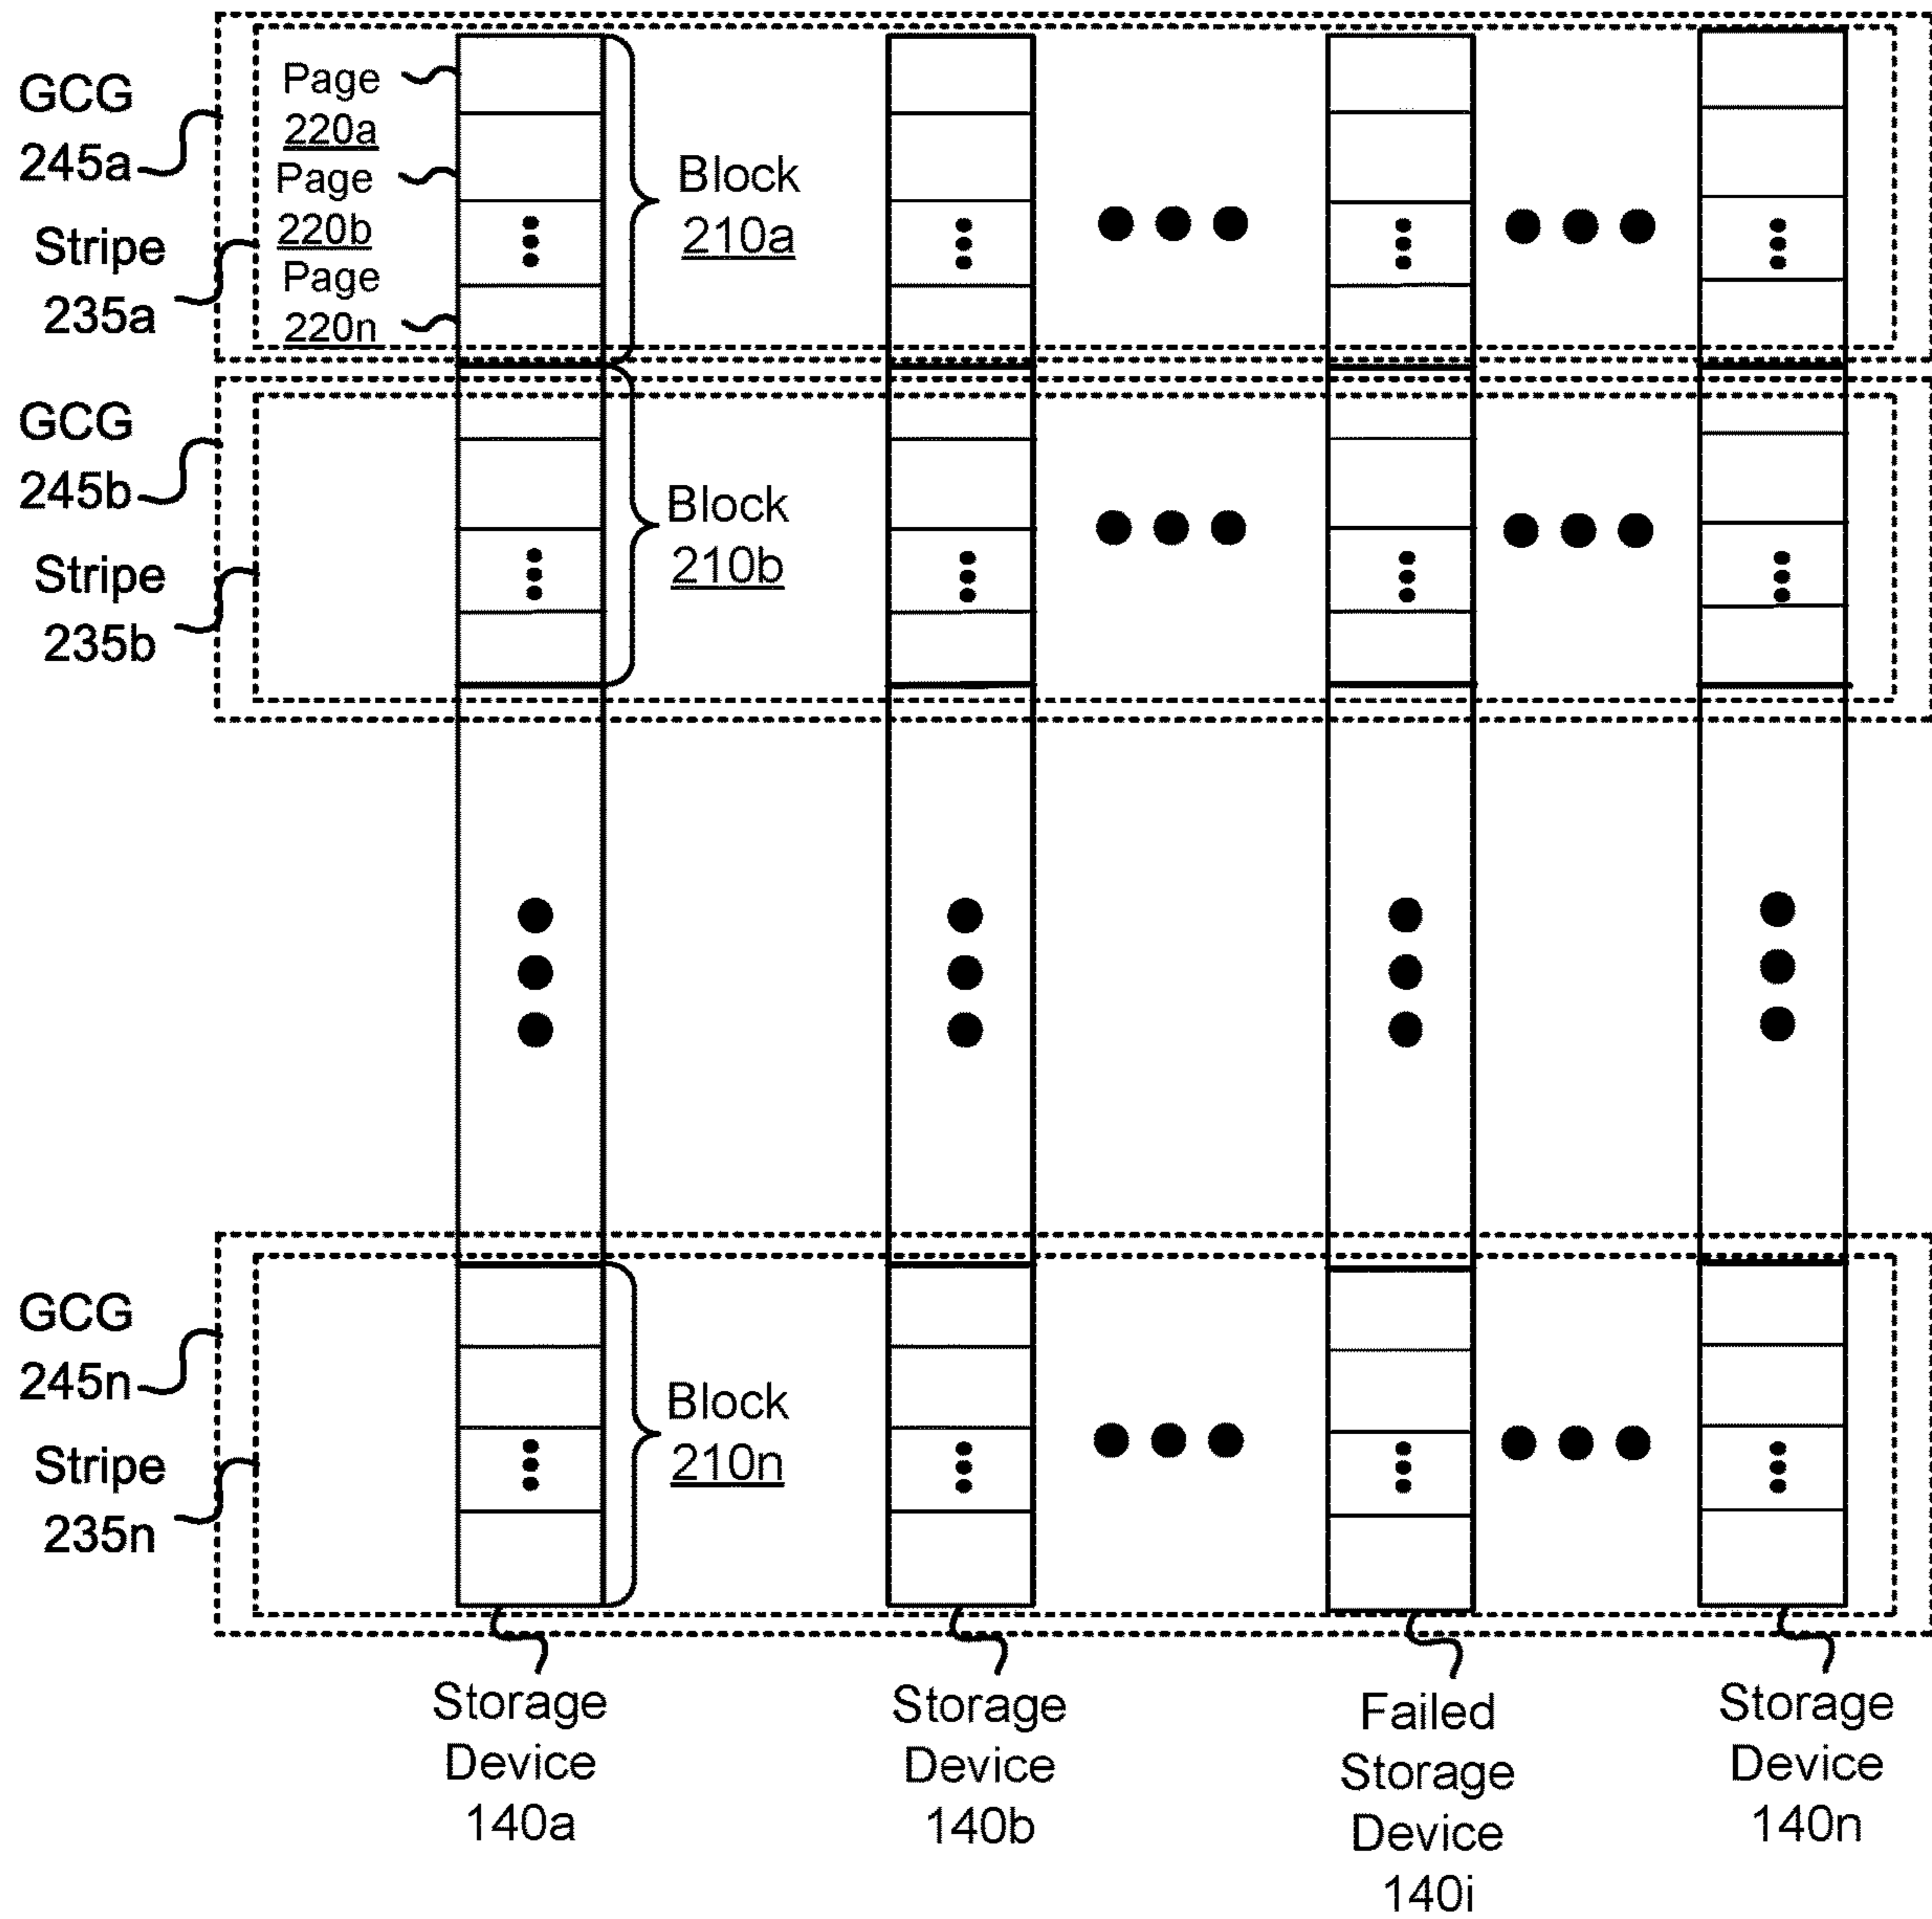 GCG
245a
Stripe
235a
Page
220a
Page
220b
Page
220n
Block
210a
GCG
245b
Stripe
235b
Block
210b
GCG
245n
Stripe
235n
Block
210n
Storage
Device
140a
Storage
Device
140b
Failed
Storage
Device
140i
Storage
Device
140n